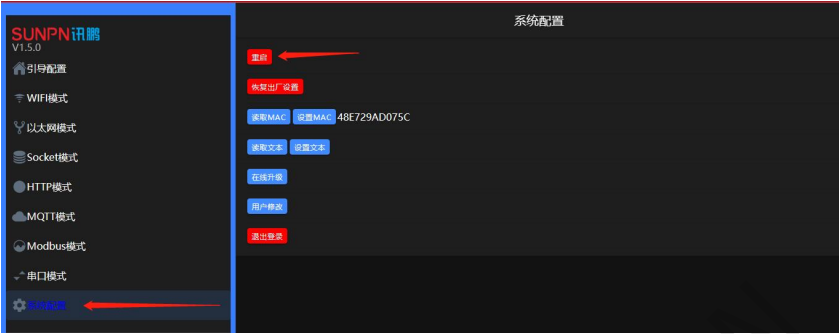 SUNPN讯鹏
V1.5.0
引导配置
WIFI模式
以太网模式
Socket模式
HTTP模式
MQTT模式
Modbus模式
串口模式
系统配置
系统配置
重启
恢复出厂设置
读取MAC 设置MAC 48E729AD075C
读取文本 设置文本
在线升级
用户修改
退出登录